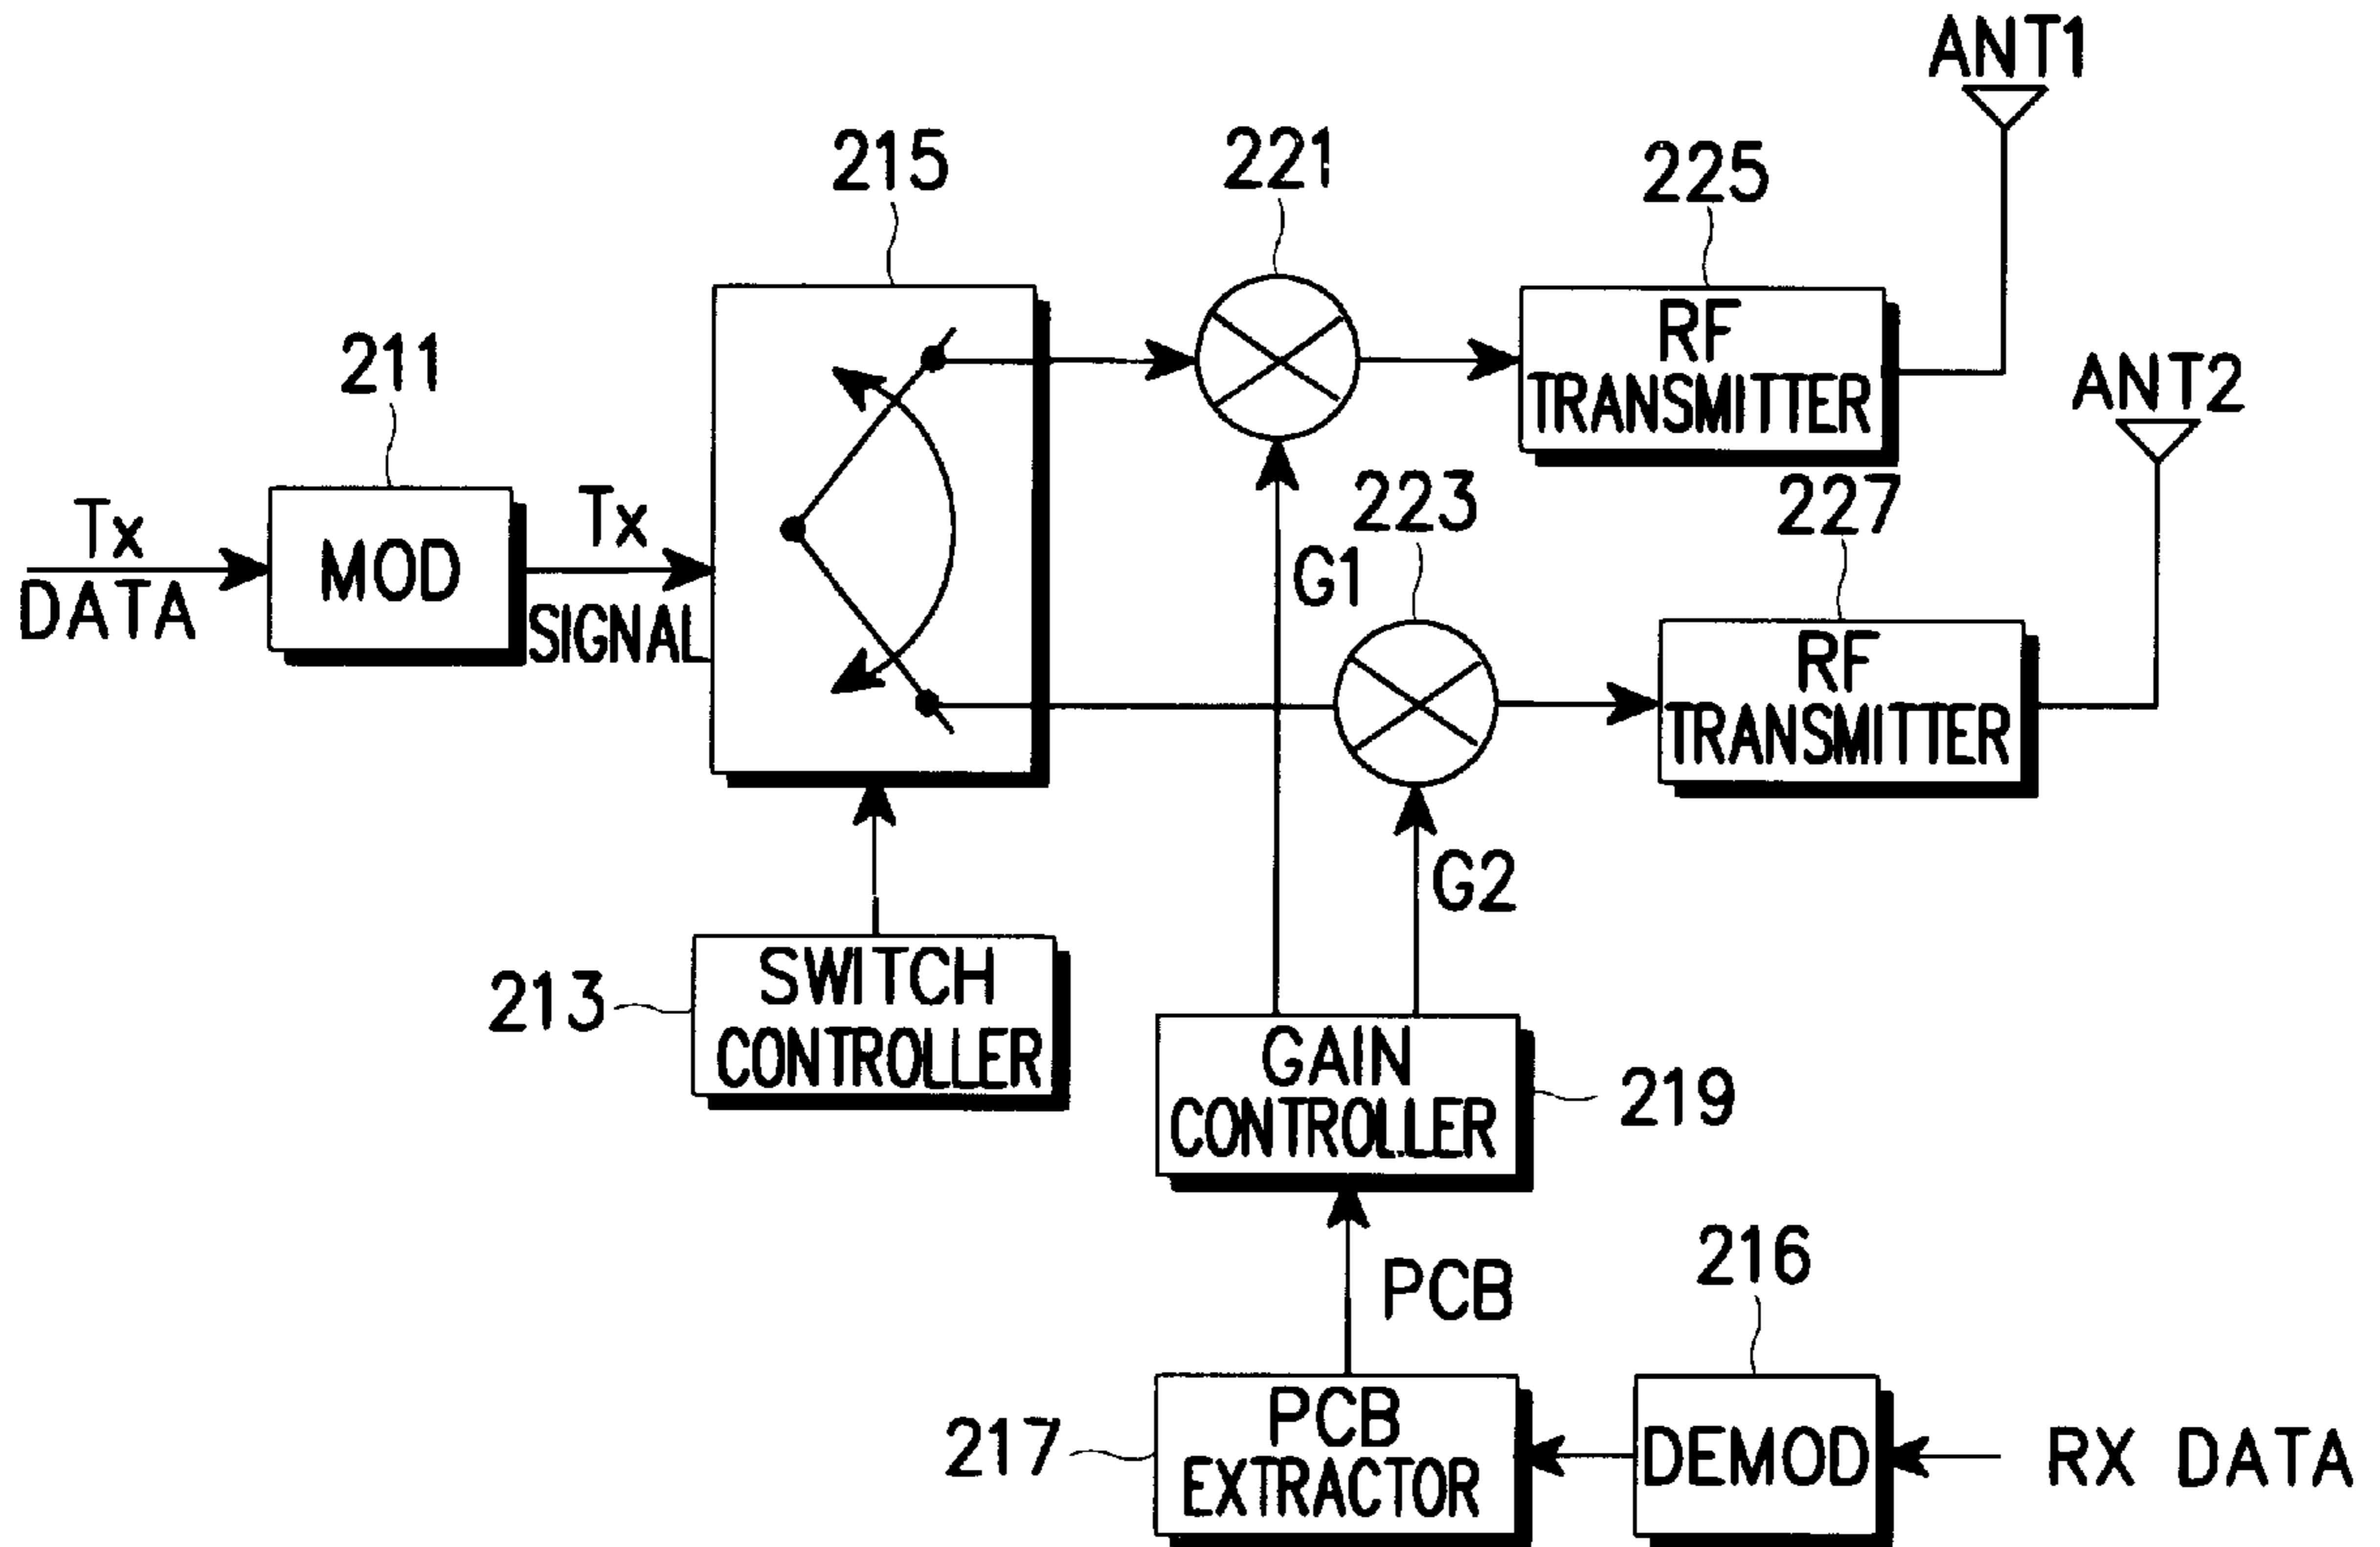 ANT1
215
221
225
211
ANT2
Tx
DATA
MOD
Tx
SIGNAL
RF
TRANSMITTER
G1
223
227
RF
TRANSMITTER
G2
213
SWITCH
CONTROLLER
GAIN
CONTROLLER
219
PCB
216
217
PCB
EXTRACTOR
DEMOD
RX DATA